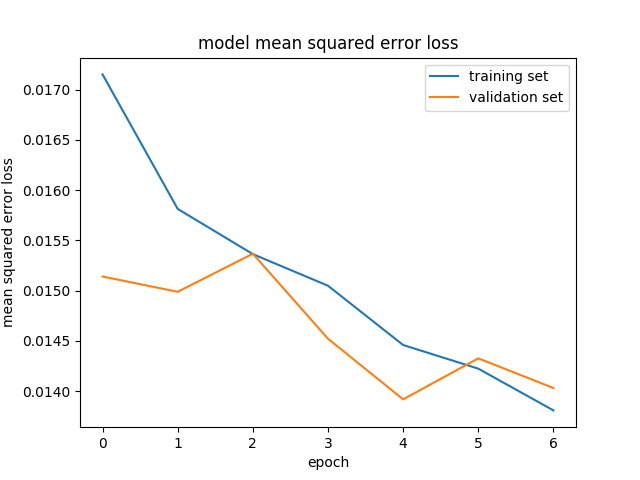 model mean squared error loss
training set
validation set
0.0170
0.0165
0.0160
0.0155
0.0150
0.0145
0.0140
mean squared error loss
0 1 2 3 4 5 6
epoch